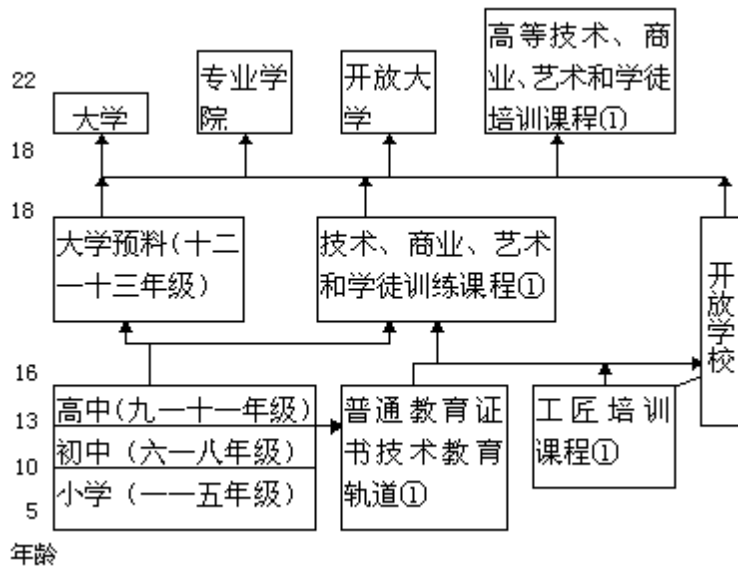 高等技术、商
业、艺术和学徒
培训课程①
22
专业学
院
开放大
学
大学
18
18
大学预料(十二
一十三年级)
技术、商业、艺术
和学徒训练课程①
开放学校
16
高中(九一十一年级)
13
初中 (六一八年级)
10
小学 (一一五年级)
5
普通教育证
书技术教育
轨道①
工匠培训
课程①
年龄